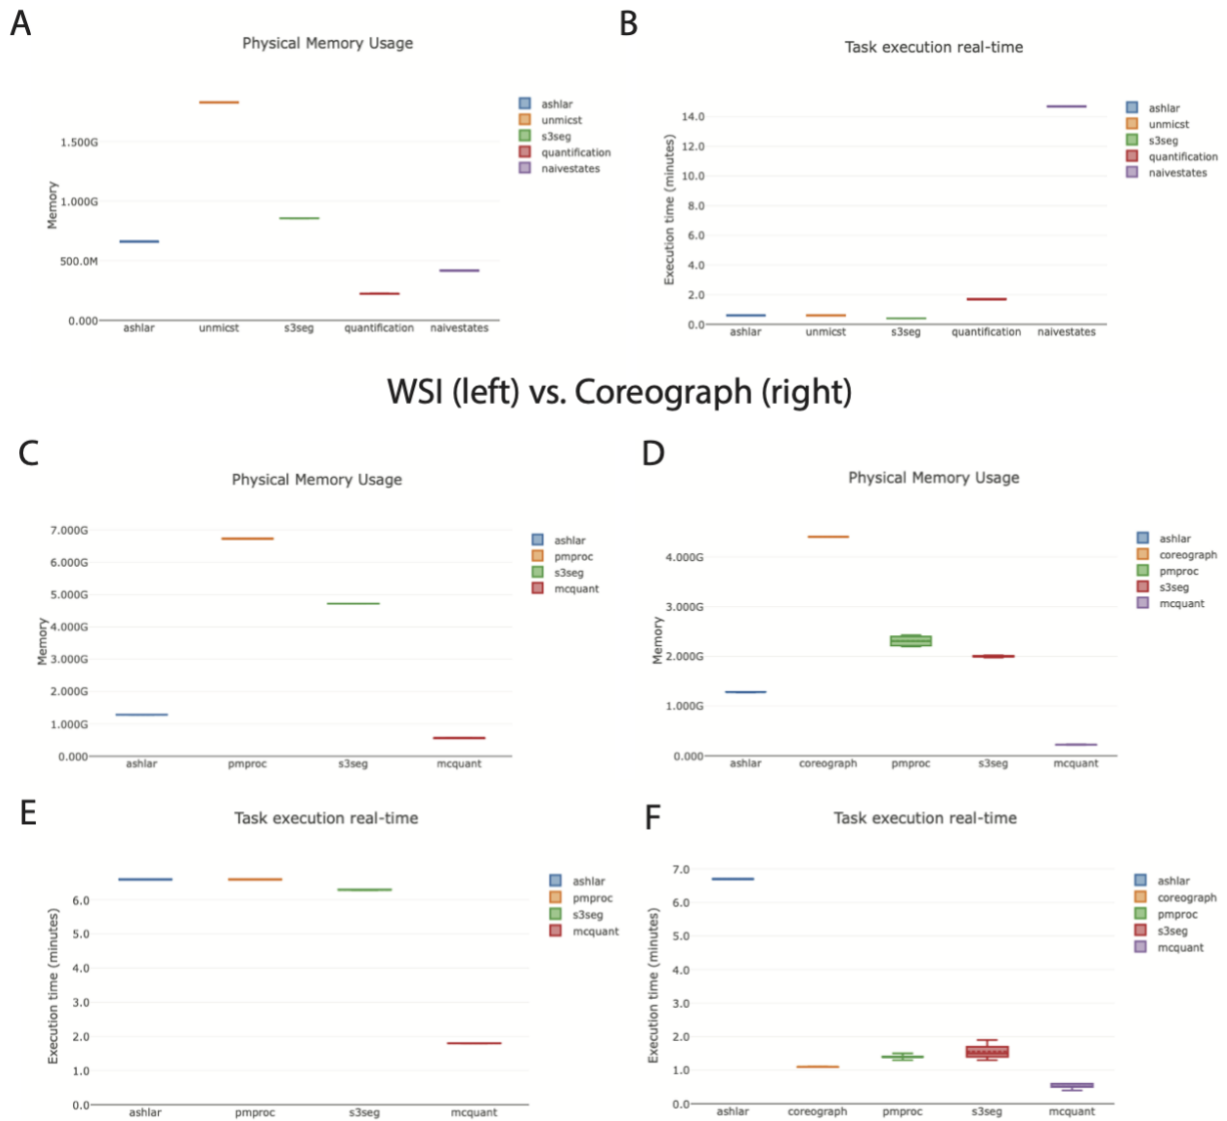 A
Physical Memory Usage
ashlar
unmicst
s3seg
quantification
naivestates
1.500G
1.000G
500.0M
0.000
Memory
ashlar unmicst s3seg quantification naivestates
B
Task execution real-time
ashlar
unmicst
s3seg
quantification
naivestates
14.0
12.0
10.0
8.0
6.0
4.0
2.0
0.0
Execution time (minutes)
ashlar unmicst s3seg quantification naivestates
WSI (left) vs. Coreograph (right)
C
Physical Memory Usage
ashlar
pmproc
s3seg
mcquant
7.000G
6.000G
5.000G
4.000G
3.000G
2.000G
1.000G
0.000
Memory
ashlar pmproc s3seg mcquant
D
Physical Memory Usage
ashlar
coreograph
pmproc
s3seg
mcquant
4.000G
3.000G
2.000G
1.000G
0.000
Memory
ashlar coreograph pmproc s3seg mcquant
E
Task execution real-time
ashlar
pmproc
s3seg
mcquant
6.0
5.0
4.0
3.0
2.0
1.0
0.0
Execution time (minutes)
ashlar pmproc s3seg mcquant
F
Task execution real-time
ashlar
coreograph
pmproc
s3seg
mcquant
7.0
6.0
5.0
4.0
3.0
2.0
1.0
0.0
Execution time (minutes)
ashlar coreograph pmproc s3seg mcquant